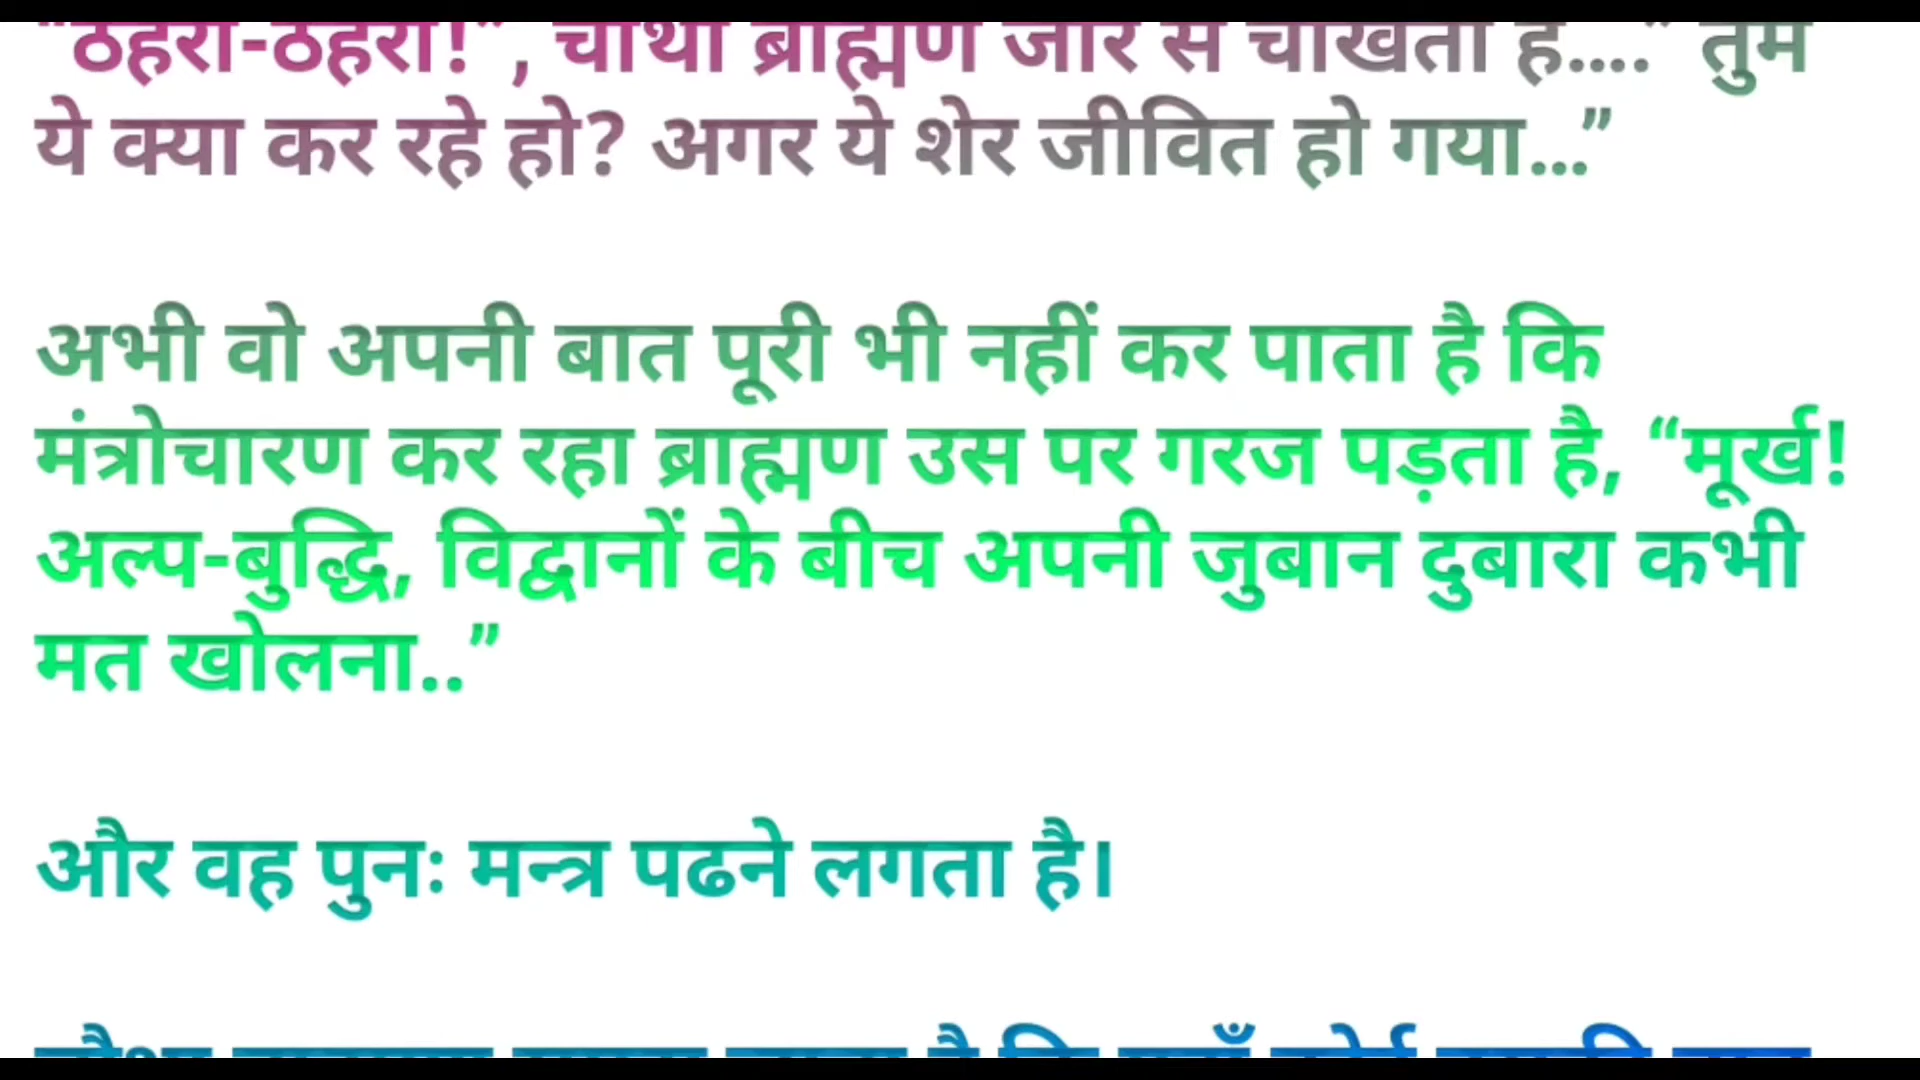 “ठहरो-ठहरो!”, चौथा ब्राह्मण जोर से चीखता है....” तुम
ये क्या कर रहे हो? अगर ये शेर जीवित हो गया...”
अभी वो अपनी बात पूरी भी नहीं कर पाता है कि
मंत्रोचारण कर रहा ब्राह्मण उस पर गरज पड़ता है, “मूर्ख!
अल्प-बुद्धि, विद्वानों के बीच अपनी जुबान दुबारा कभी
मत खोलना..”
और वह पुनः मन्त्र पढने लगता है।